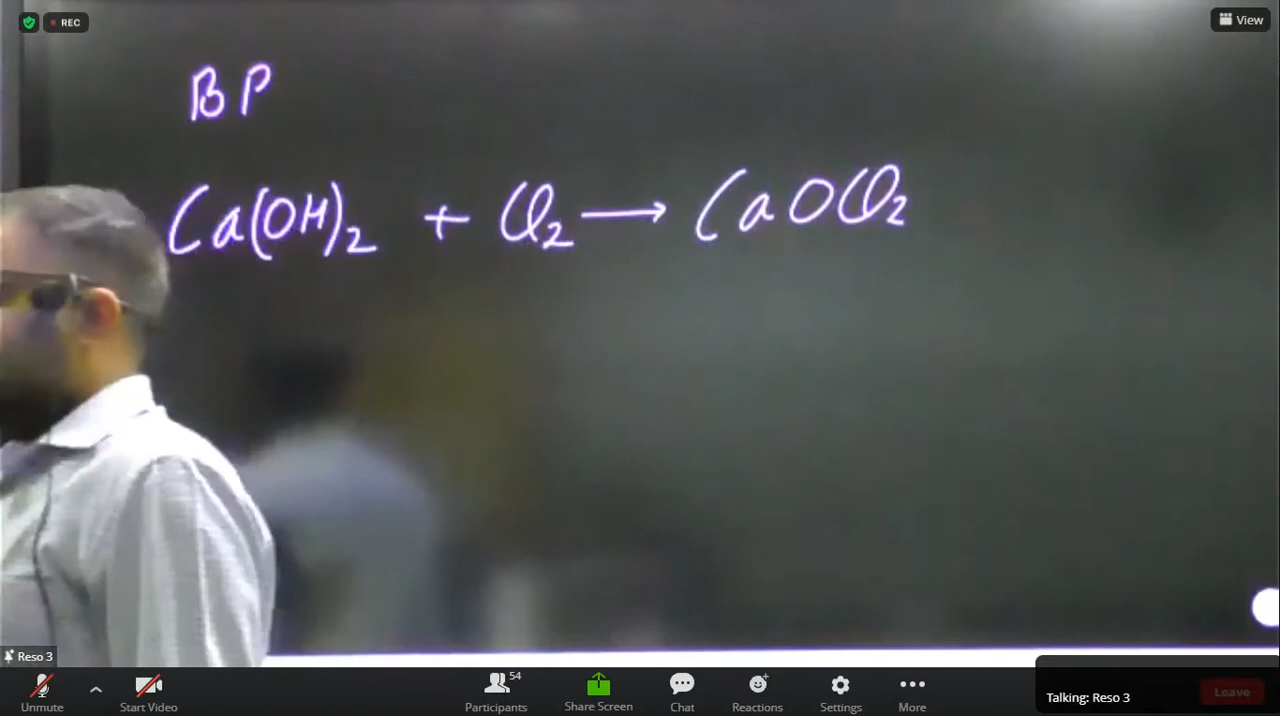 REC
View
BP
Ca(OH)₂ + Cl₂ → CaOCl₂
Reso 3
Unmute
Start Video
54
Participants
Share Screen
Chat
Reactions
Settings
More
Talking: Reso 3
Leave